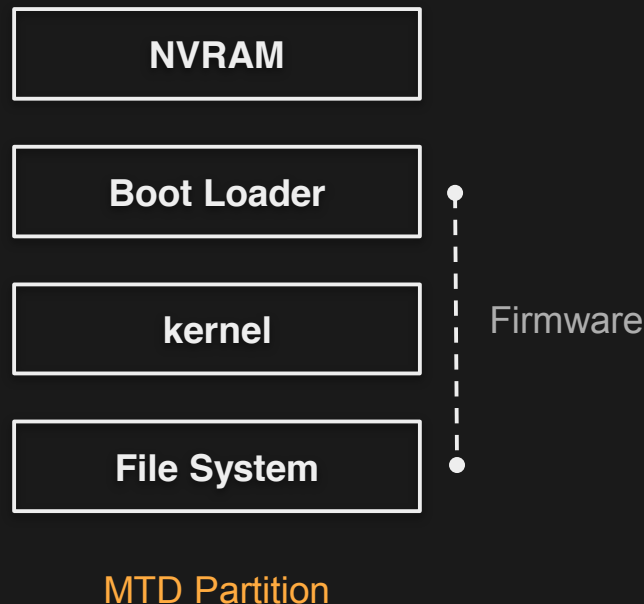 NVRAM
Boot Loader
kernel
Firmware
File System
MTD Partition